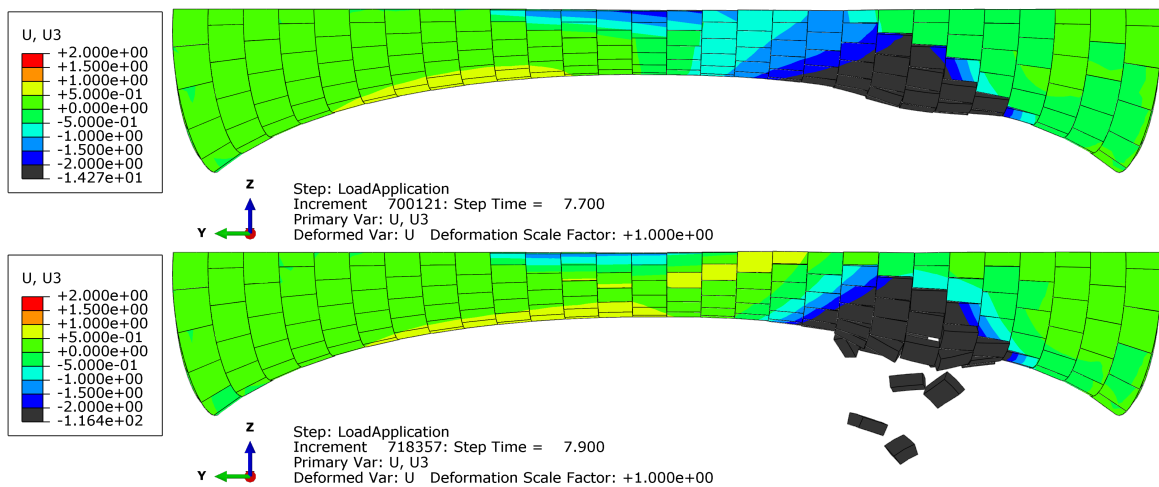 U, U3
+2.000e+00
+1.500e+00
+1.000e+00
+5.000e-01
+0.000e+00
-5.000e-01
-1.000e+00
-1.500e+00
-2.000e+00
-1.427e+01
Z
Y
Step: LoadApplication
Increment 700121: Step Time = 7.700
Primary Var: U, U3
Deformed Var: U Deformation Scale Factor: +1.000e+00
U, U3
+2.000e+00
+1.500e+00
+1.000e+00
+5.000e-01
+0.000e+00
-5.000e-01
-1.000e+00
-1.500e+00
-2.000e+00
-1.164e+02
Z
Y
Step: LoadApplication
Increment 718357: Step Time = 7.900
Primary Var: U, U3
Deformed Var: U Deformation Scale Factor: +1.000e+00